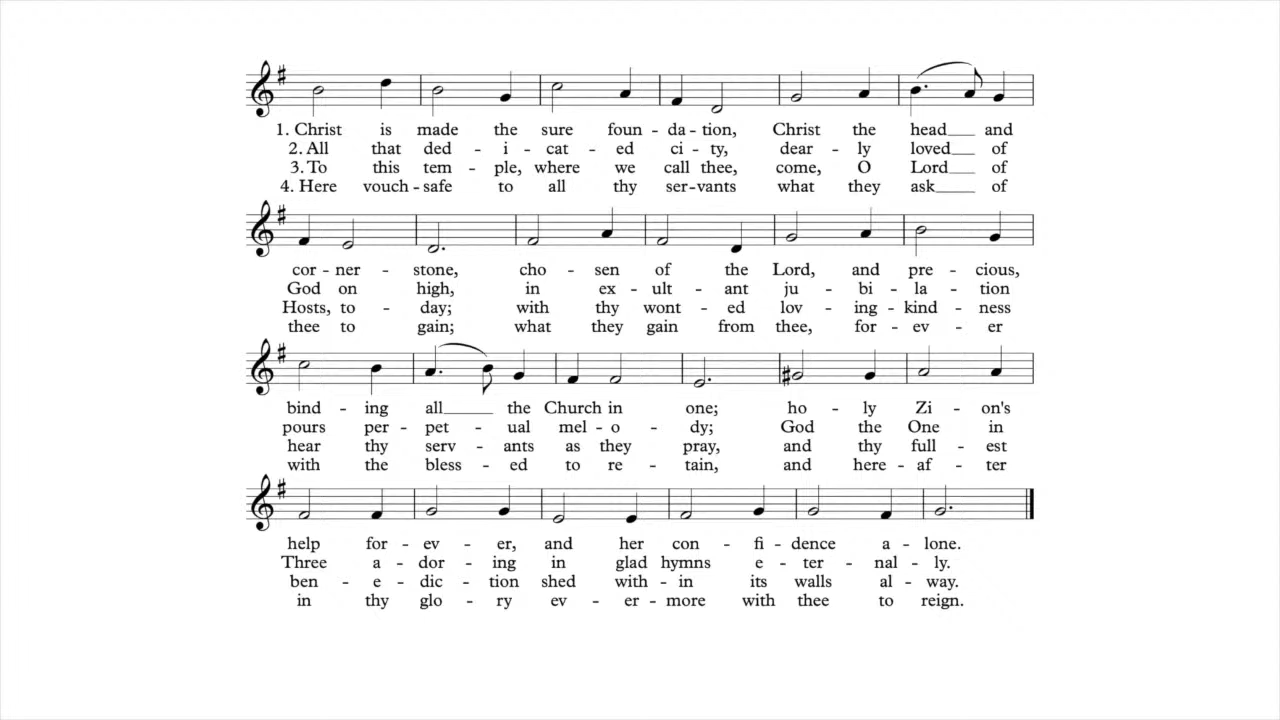 1. Christ is made the sure foun - da - tion, Christ the head___ and
2. All that ded - i - cat - ed ci - ty, dear - ly loved___ of
3. To this tem - ple, where we call thee, come, O Lord___ of
4. Here vouch - safe to all thy ser - vants what they ask___ of
cor - ner - stone, cho - sen of the Lord, and pre - cious,
God on high, in ex - ult - ant ju - bi - la - tion
Hosts, to - day; with thy wont - ed lov - ing - kind - ness
thee to gain; what they gain from thee, for - ev - er
bind - ing all___ the Church in one; ho - ly Zi - on's
pours per - pet - ual mel - o - dy; God the One in
hear thy serv - ants as they pray, and thy full - est
with the bless - ed to re - tain, and here - af - ter
help for - ev - er, and her con - fi - dence a - lone.
Three a - dor - ing in glad hymns e - ter - nal - ly.
ben - e - dic - tion shed with - in its walls al - way.
in thy glo - ry ev - er - more with thee to reign.